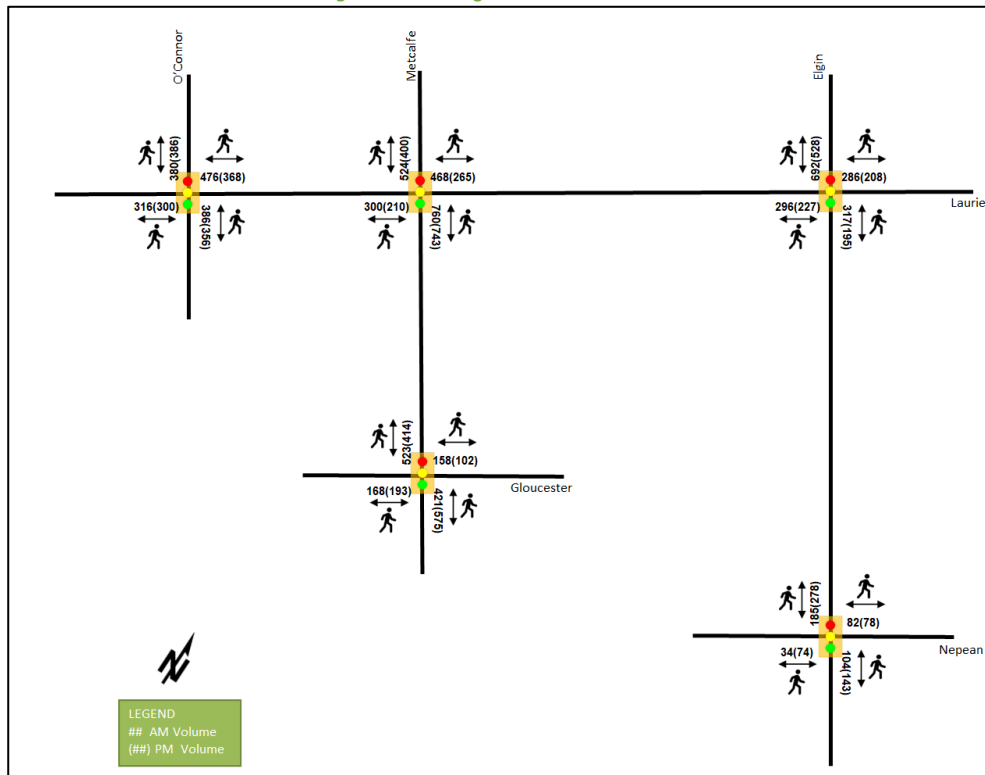 O'Connor
Metcalfe
Elgin
380(386)
476(368)
524(400)
468(265)
692(528)
286(208)
Laurie
316(300)
386(356)
300(210)
760(743)
296(227)
317(195)
523(414)
158(102)
Gloucester
168(193)
421(575)
185(278)
82(78)
Nepean
34(74)
104(143)
LEGEND
## AM Volume
(##) PM Volume